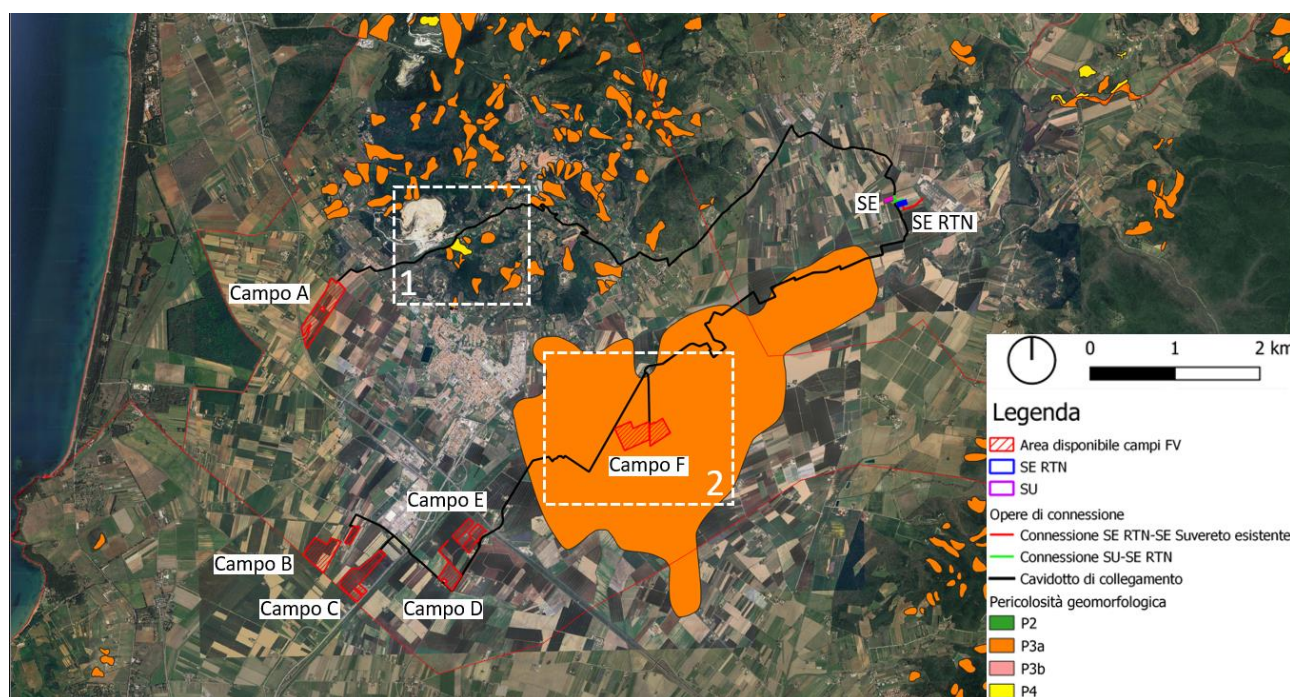 SE
SE RTN
1
Campo A
Campo F
2
Campo E
Campo B
Campo C
Campo D
0 1 2 km
Legenda
Area disponibile campi FV
SE RTN
SU
Opere di connessione
Connessione SE RTN-SE Suvereto esistente
Connessione SU-SE RTN
Cavidotto di collegamento
Pericolosità geomorfologica
P2
P3a
P3b
P4